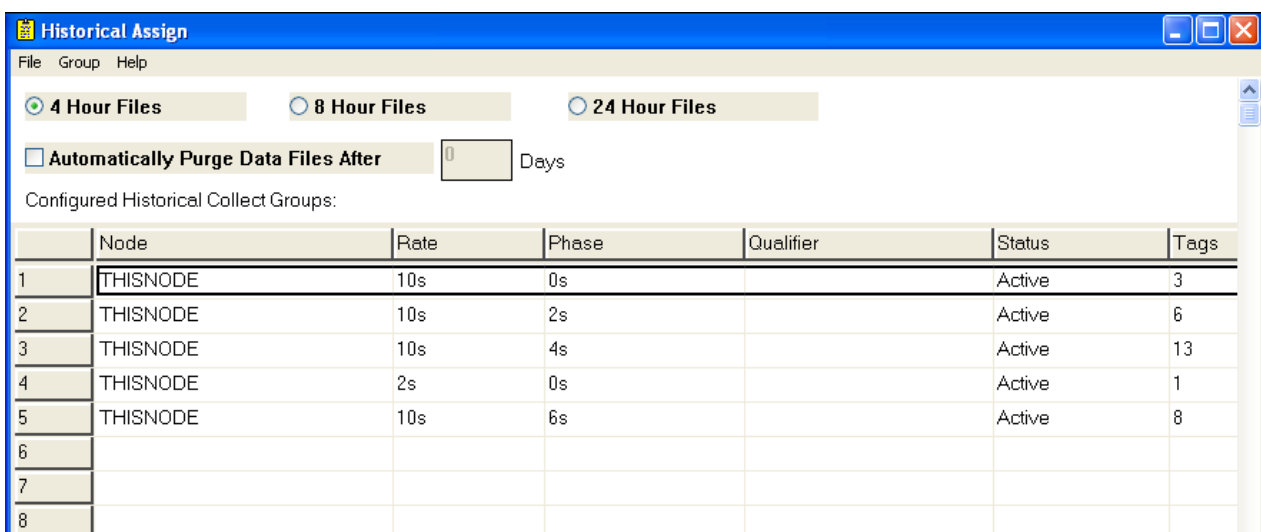 Historical Assign
File Group Help
4 Hour Files 8 Hour Files 24 Hour Files
Automatically Purge Data Files After 0 Days
Configured Historical Collect Groups:
Node Rate Phase Qualifier Status Tags
1 THISNODE 10s 0s Active 3
2 THISNODE 10s 2s Active 6
3 THISNODE 10s 4s Active 13
4 THISNODE 2s 0s Active 1
5 THISNODE 10s 6s Active 8
6
7
8